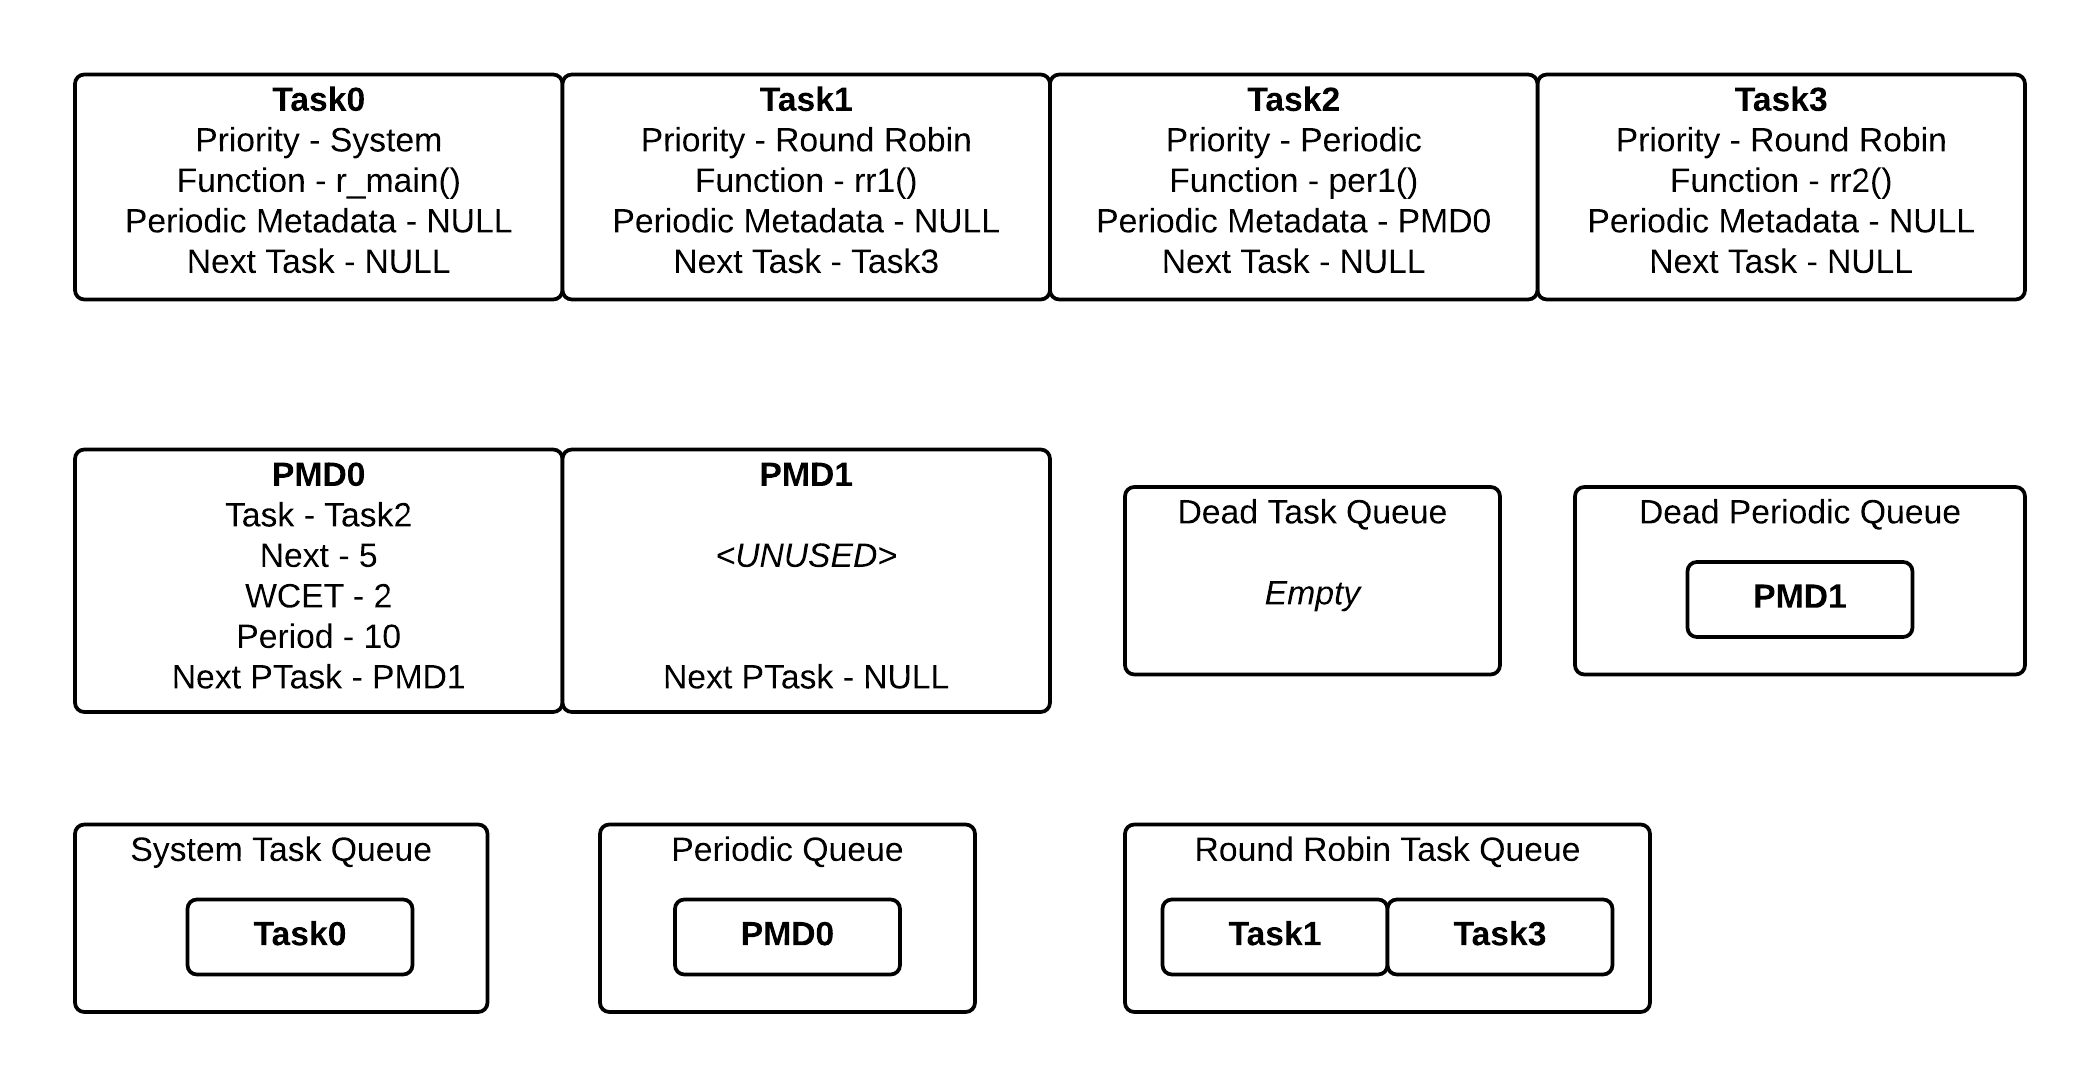 Task0
Priority - System
Function - r_main()
Periodic Metadata - NULL
Next Task - NULL
Task1
Priority - Round Robin
Function - rr1()
Periodic Metadata - NULL
Next Task - Task3
Task2
Priority - Periodic
Function - per1()
Periodic Metadata - PMD0
Next Task - NULL
Task3
Priority - Round Robin
Function - rr2()
Periodic Metadata - NULL
Next Task - NULL
PMD0
Task - Task2
Next - 5
WCET - 2
Period - 10
Next PTask - PMD1
PMD1
<UNUSED>
Next PTask - NULL
Dead Task Queue
Empty
Dead Periodic Queue
PMD1
System Task Queue
Task0
Periodic Queue
PMD0
Round Robin Task Queue
Task1
Task3